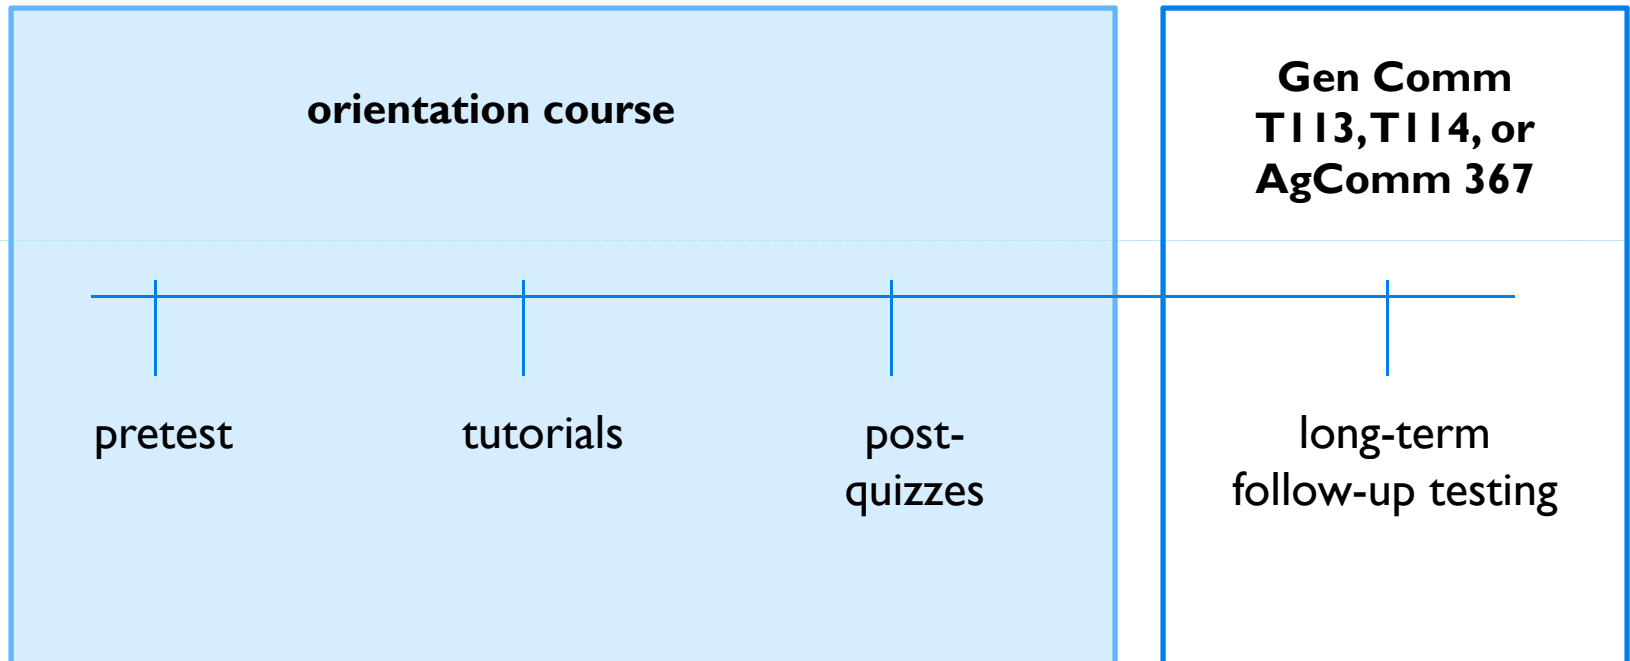 orientation course
Gen Comm
T113, T114, or
AgComm 367
pretest
tutorials
post-
quizzes
long-term
follow-up testing